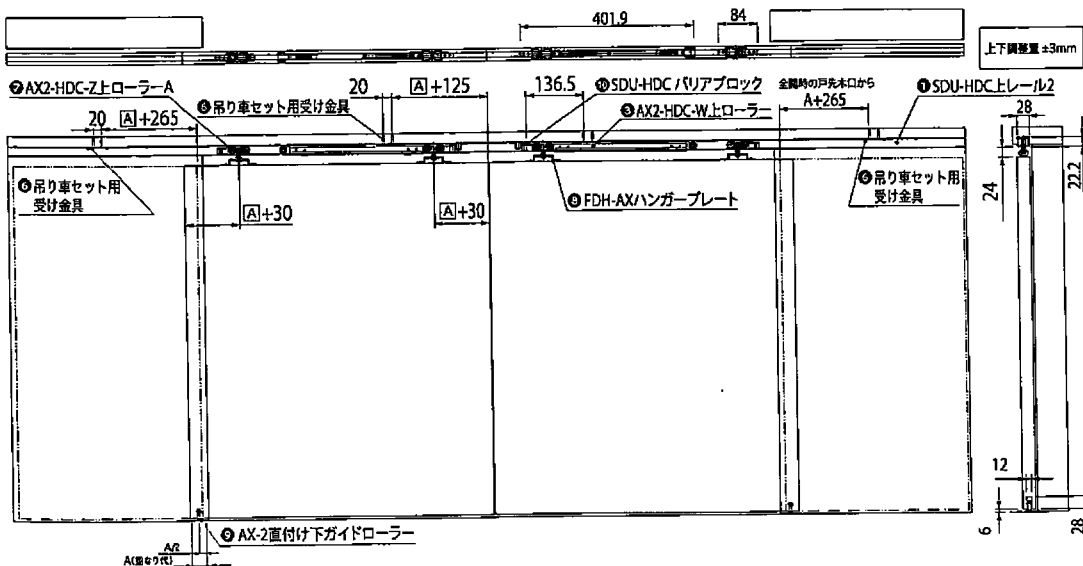 401.9
84
上下調整量 ±3mm
❼AX2-HDC-Z上ローラーA
20
A+125
❿SDU-HDC バリアブロック
全開時の戸先木口から
❶SDU-HDC上レール2
❻吊り車セット用受け金具
136.5
A+265
28
20
A+265
❸AX2-HDC-W上ローラー
22.2
❻吊り車セット用
受け金具
A+30
A+30
❽FDH-AXハンガープレート
❻吊り車セット用
受け金具
24
12
❾AX-2直付け下ガイドローラー
A/2
A(重なり代)
6
28